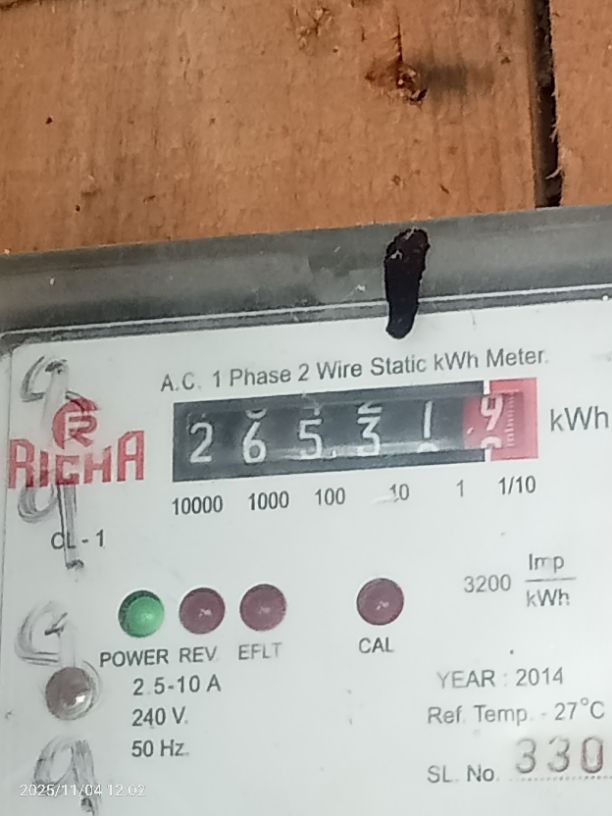 A.C. 1 Phase 2 Wire Static kWh Meter.
2 6 5 3 1 9 kWh
10000 1000 100 10 1 1/10
RICHA
CL-1
3200 Imp
kWh
POWER REV EFLT CAL
2.5-10 A
240 V.
50 Hz.
YEAR : 2014
Ref. Temp. - 27°C
SL. No. 330
2025/11/04 12:02